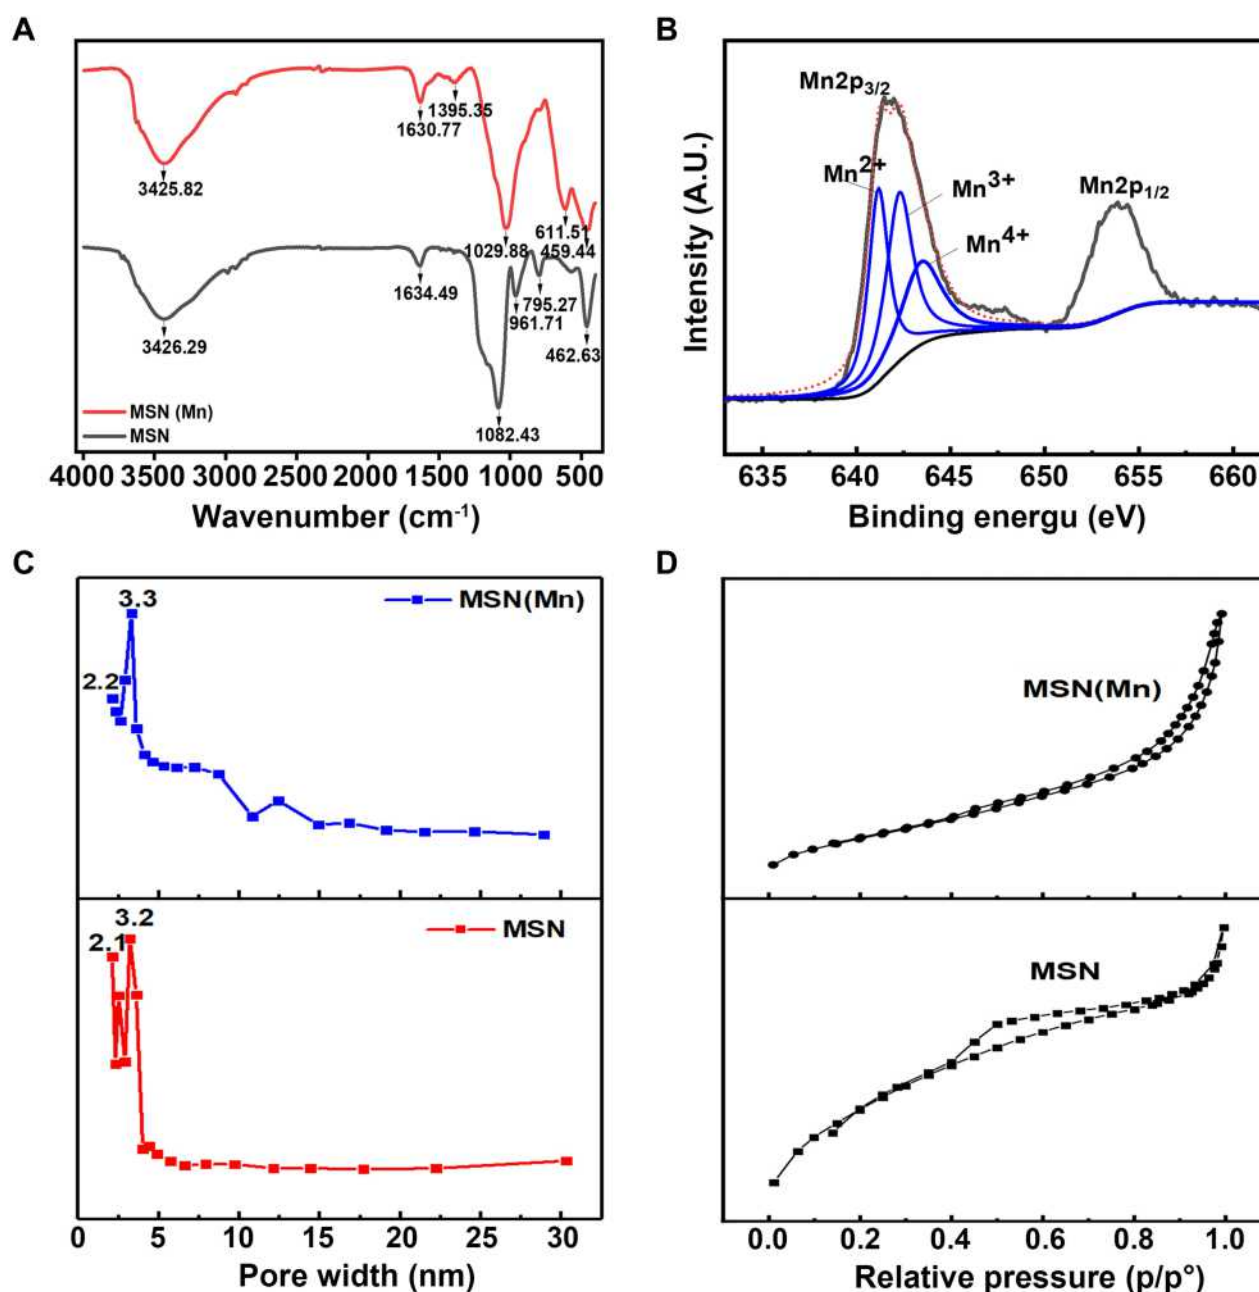 A
3425.82
1630.77
1395.35
1029.88
611.51
459.44
3426.29
1634.49
1082.43
961.71
795.27
462.63
MSN (Mn)
MSN
4000 3500 3000 2500 2000 1500 1000 500
Wavenumber (cm⁻¹)
B
Intensity (A.U.)
Mn2p₃/₂
Mn²⁺
Mn³⁺
Mn⁴⁺
Mn2p₁/₂
635 640 645 650 655 660
Binding energu (eV)
C
3.3
2.2
MSN(Mn)
3.2
2.1
MSN
0 5 10 15 20 25 30
Pore width (nm)
D
MSN(Mn)
MSN
0.0 0.2 0.4 0.6 0.8 1.0
Relative pressure (p/p°)